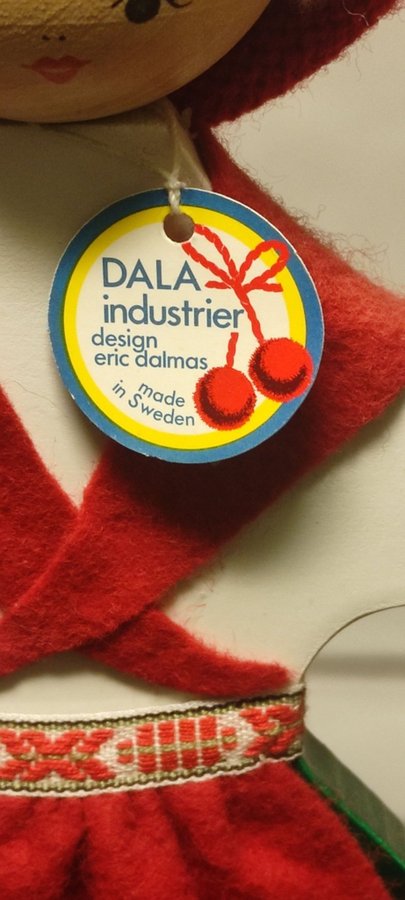 DALA
industrier
design
eric dalmas
made
in Sweden